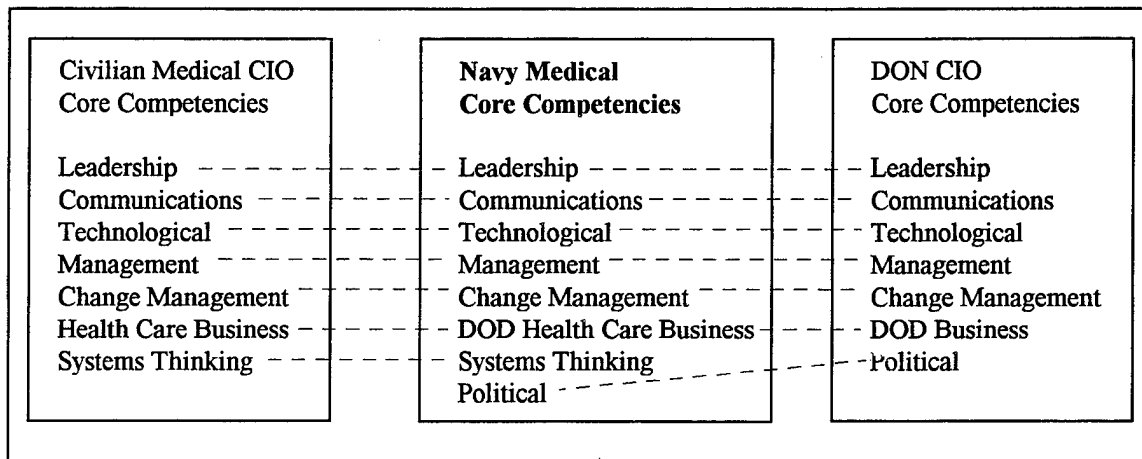 Civilian Medical CIO
Core Competencies
Leadership
Communications
Technological
Management
Change Management
Health Care Business
Systems Thinking
Navy Medical
Core Competencies
Leadership
Communications
Technological
Management
Change Management
DOD Health Care Business
Systems Thinking
Political
DON CIO
Core Competencies
Leadership
Communications
Technological
Management
Change Management
DOD Business
Political